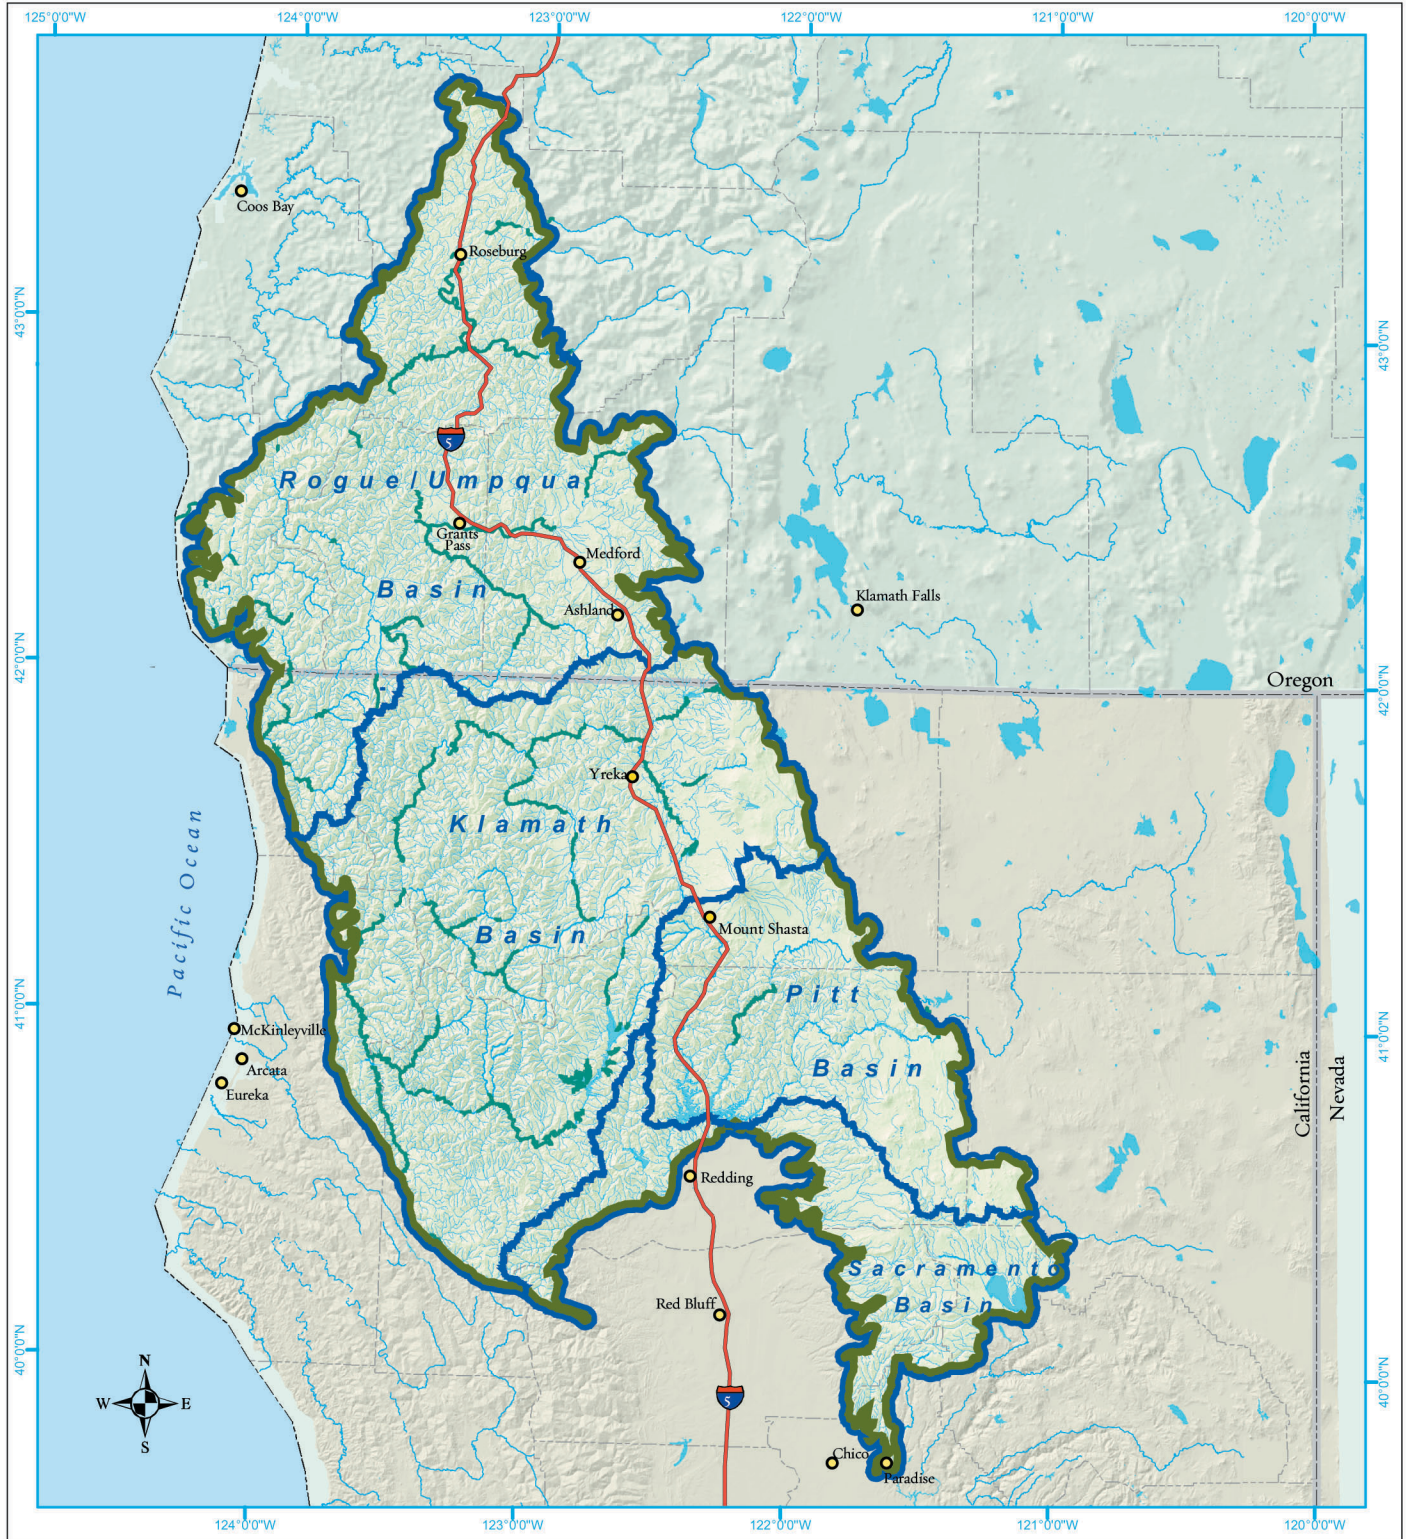 125°0'0"W
124°0'0"W
123°0'0"W
122°0'0"W
121°0'0"W
120°0'0"W
Coos Bay
Roseburg
43°0'0"N
43°0'0"N
5
Rogue/Umpqua
Grants
Pass
Medford
Basin
Ashland
Klamath Falls
42°0'0"N
42°0'0"N
Oregon
Yreka
Klamath
Pacific Ocean
Basin
Mount Shasta
Pitt
41°0'0"N
41°0'0"N
McKinleyville
Arcata
Eureka
Basin
California
Nevada
Redding
Sacramento
Basin
Red Bluff
40°0'0"N
40°0'0"N
N
W
E
S
5
Chico
Paradise
124°0'0"W
123°0'0"W
122°0'0"W
121°0'0"W
120°0'0"W